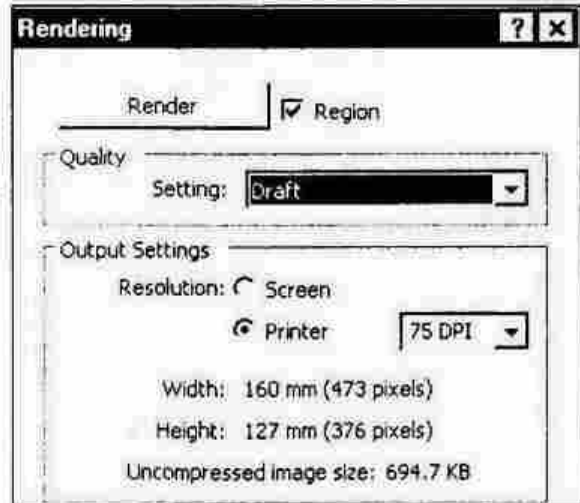 Rendering
Render Region
Quality
Setting: Draft
Output Settings
Resolution: Screen
Printer 75 DPI
Width: 160 mm (473 pixels)
Height: 127 mm (376 pixels)
Uncompressed image size: 694.7 KB